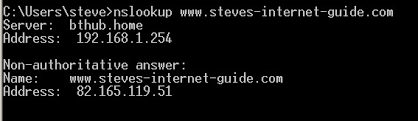 C:\Users\steve>nslookup www.steves-internet-guide.com
Server:  bthub.home
Address:  192.168.1.254
Non-authoritative answer:
Name:    www.steves-internet-guide.com
Address:  82.165.119.51